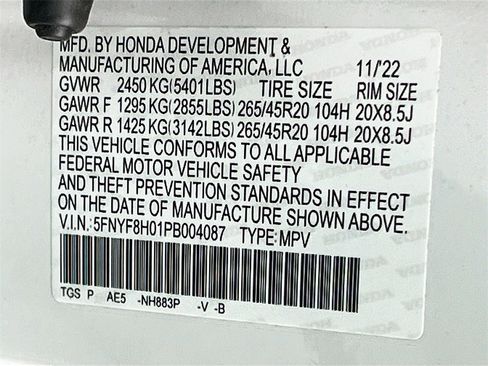 MFD. BY HONDA DEVELOPMENT &
MANUFACTURING OF AMERICA, LLC 11/'22
GVWR 2450 KG(5401LBS) TIRE SIZE RIM SIZE
GAWR F 1295 KG(2855LBS) 265/45R20 104H 20X8.5J
GAWR R 1425 KG(3142LBS) 265/45R20 104H 20X8.5J
THIS VEHICLE CONFORMS TO ALL APPLICABLE
FEDERAL MOTOR VEHICLE SAFETY
AND THEFT PREVENTION STANDARDS IN EFFECT
ON THE DATE OF MANUFACTURE SHOWN ABOVE.
V.I.N.: 5FNYF8H01PB004087 TYPE: MPV
TGS P AE5 -NH883P -V -B